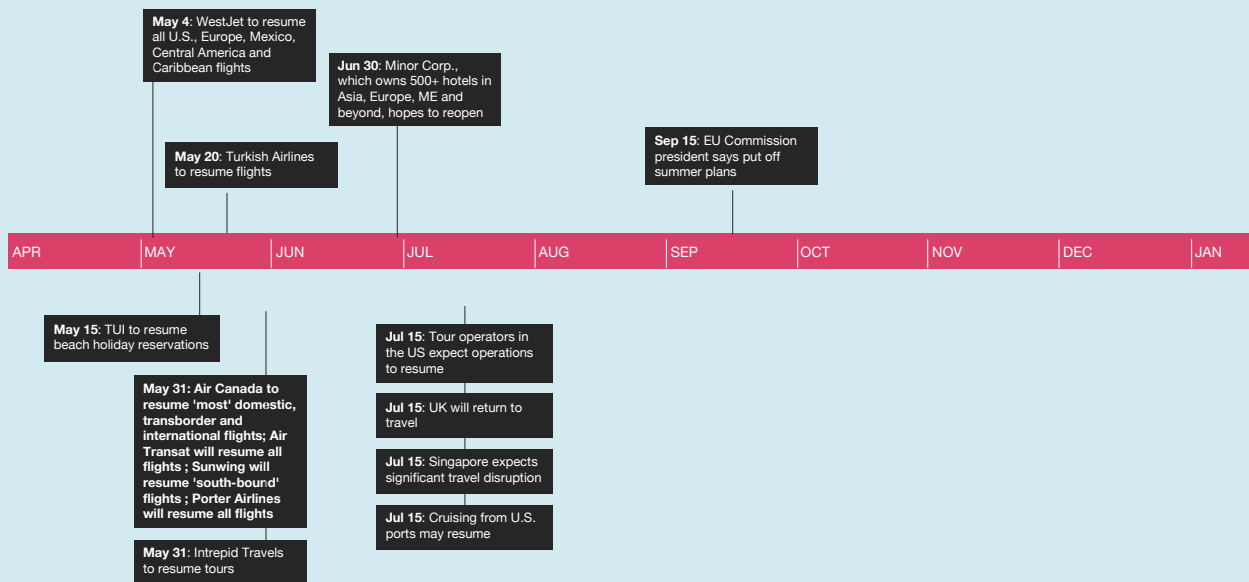 May 4: WestJet to resume
all U.S., Europe, Mexico,
Central America and
Caribbean flights
Jun 30: Minor Corp.,
which owns 500+ hotels in
Asia, Europe, ME and
beyond, hopes to reopen
May 20: Turkish Airlines
to resume flights
Sep 15: EU Commission
president says put off
summer plans
APR MAY JUN JUL AUG SEP OCT NOV DEC JAN
May 15: TUI to resume
beach holiday reservations
May 31: Air Canada to
resume 'most' domestic,
transborder and
international flights; Air
Transat will resume all
flights ; Sunwing will
resume 'south-bound'
flights ; Porter Airlines
will resume all flights
May 31: Intrepid Travels
to resume tours
Jul 15: Tour operators in
the US expect operations
to resume
Jul 15: UK will return to
travel
Jul 15: Singapore expects
significant travel disruption
Jul 15: Cruising from U.S.
ports may resume